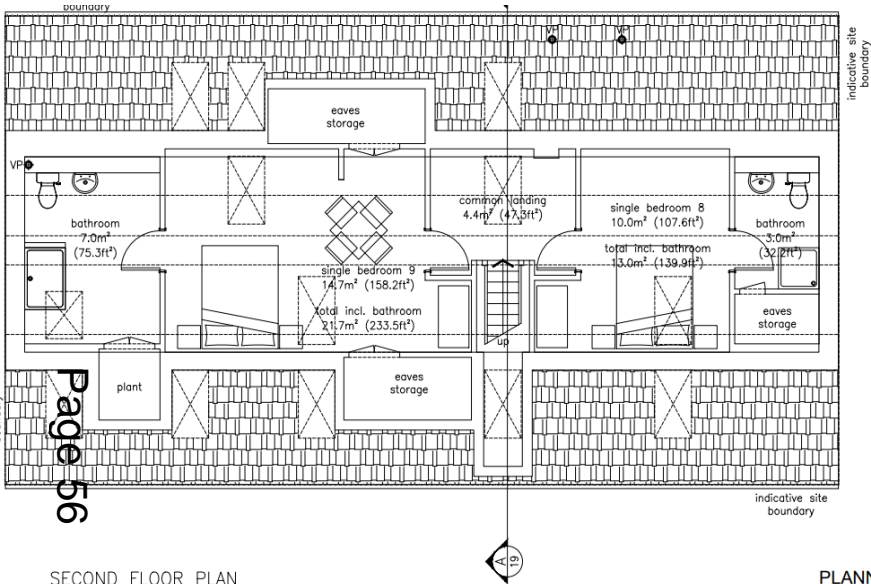 boundary
VP
VP
indicative site
boundary
eaves
storage
VP
common landing
4.4m² (47.3ft²)
single bedroom 8
10.0m² (107.6ft²)
total incl. bathroom
13.0m² (139.9ft²)
bathroom
7.0m²
(75.3ft²)
bathroom
3.0m²
(32.2ft²)
single bedroom 9
14.7m² (158.2ft²)
total incl. bathroom
21.7m² (233.5ft²)
eaves
storage
up
plant
eaves
storage
Page 56
indicative site
boundary
A
19
SECOND FLOOR PLAN
PLANN